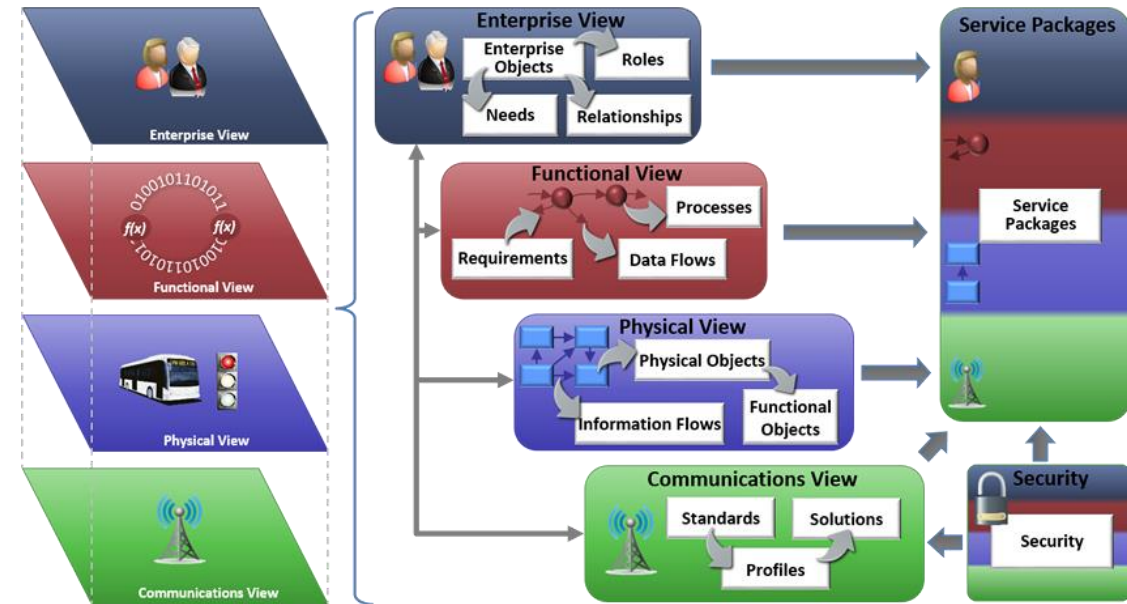 Enterprise View
0100101101011
f(x)
f(x)
Functional View
Physical View
Communications View
Enterprise View
Enterprise
Objects
Roles
Needs
Relationships
Functional View
Processes
Requirements
Data Flows
Physical View
Physical Objects
Information Flows
Functional
Objects
Communications View
Standards
Solutions
Profiles
Service Packages
Service
Packages
Security
Security